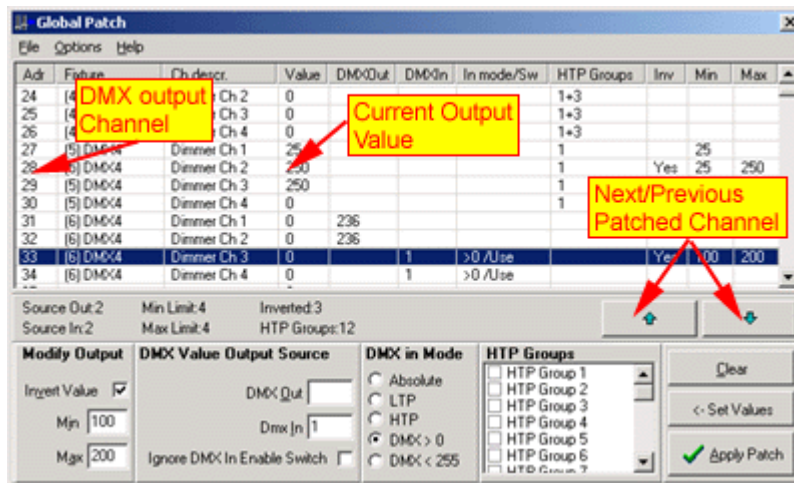 Global Patch
File Options Help
Adr Fixture Ch descr. Value DMXOut DMXIn In mode/Sw HTP Groups Inv Min Max
24 Ch 2 0 1+3
25 Ch 3 0 1+3
26 Ch 4 0 1+3
27 (5) DMX4 Dimmer Ch 1 1 25
28 DMX4 Dimmer Ch 2 250 1 Yes 25 250
29 (5) DMX4 Dimmer Ch 3 250 1
30 (5) DMX4 Dimmer Ch 4 0 1
31 (6) DMX4 Dimmer Ch 1 0 236
32 (6) DMX4 Dimmer Ch 2 0 236
33 (6) DMX4 Dimmer Ch 3 0 1 >0 /Use Yes 100 200
34 (6) DMX4 Dimmer Ch 4 0 1 >0 /Use
DMX output
Channel
Current Output
Value
Next/Previous
Patched Channel
Source Out:2 Min Limit:4 Inverted:3
Source In:2 Max Limit:4 HTP Groups:12
Modify Output DMX Value Output Source DMX in Mode HTP Groups
Invert Value
Min 100
Max 200
DMX Out
Dmx In 1
Ignore DMX In Enable Switch
Absolute
LTP
HTP
DMX > 0
DMX < 255
HTP Group 1
HTP Group 2
HTP Group 3
HTP Group 4
HTP Group 5
HTP Group 6
HTP Group 7
Clear
<- Set Values
Apply Patch